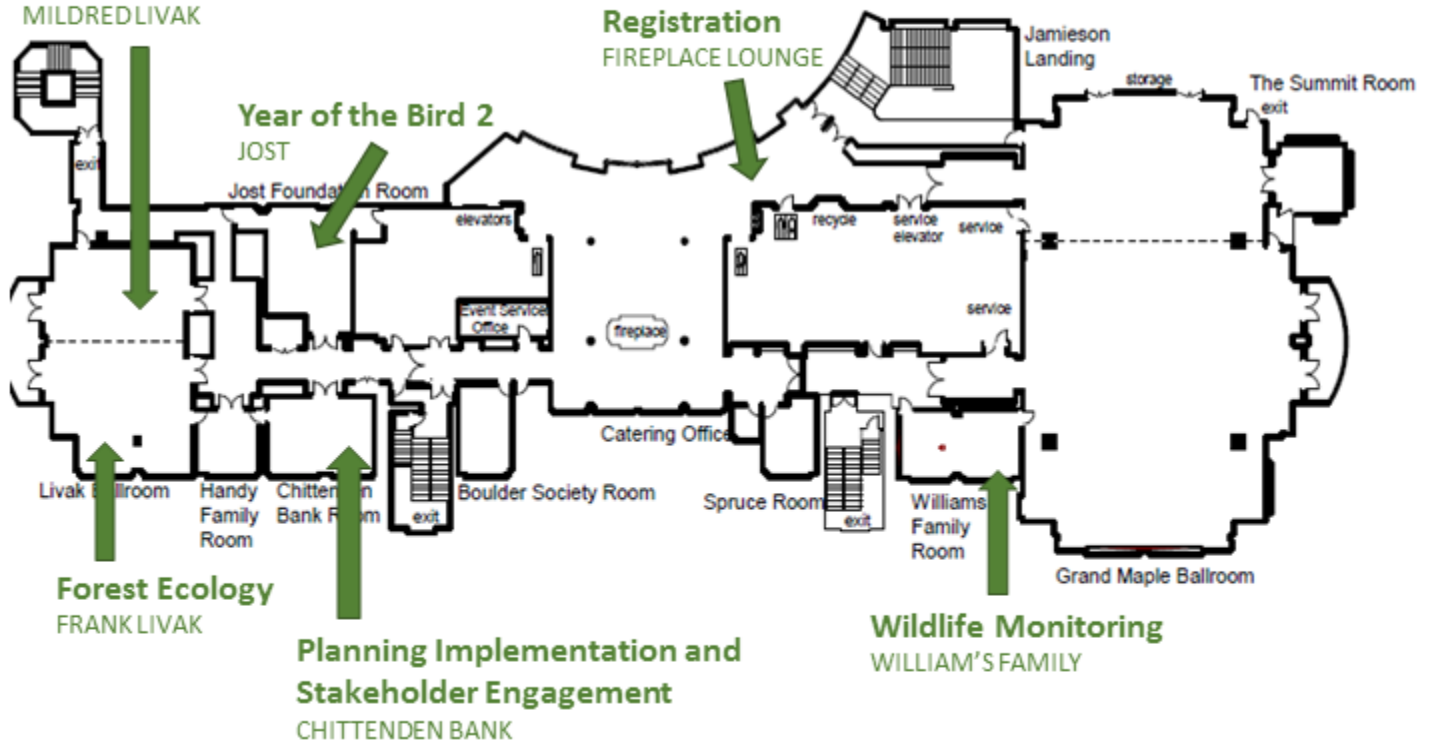 MILDRED LIVAK
Registration
FIREPLACE LOUNGE
Jamieson
Landing
storage
The Summit Room
exit
Year of the Bird 2
JOST
exit
Jost Foundation Room
elevators
recycle
service
elevator
service
Event Service
Office
fireplace
service
Catering Office
Livak Ballroom
Handy
Family
Room
Chittenden
Bank Room
exit
Boulder Society Room
Spruce Room
exit
Williams
Family
Room
Grand Maple Ballroom
Forest Ecology
FRANK LIVAK
Planning Implementation and
Stakeholder Engagement
CHITTENDEN BANK
Wildlife Monitoring
WILLIAM'S FAMILY